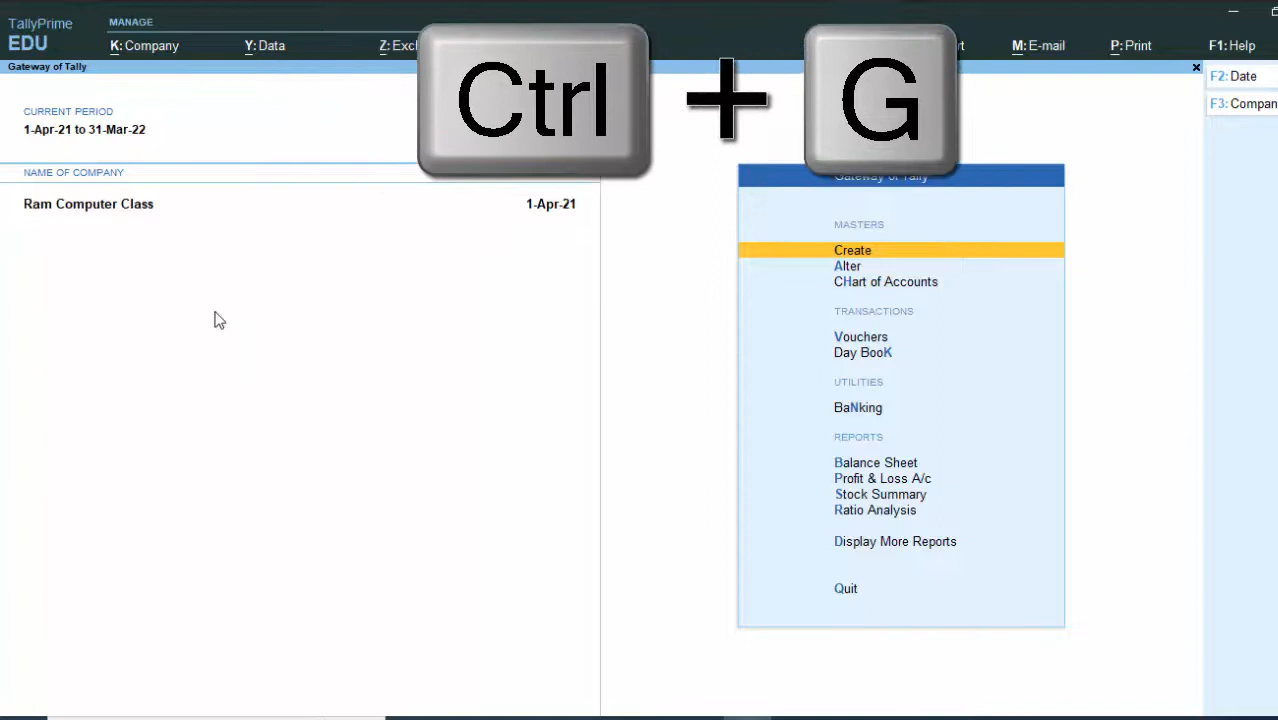 TallyPrime
EDU
MANAGE
K: Company
Y: Data
M: E-mail
P: Print
F1: Help
Ctrl + G
Gateway of Tally
F2: Date
CURRENT PERIOD
1-Apr-21 to 31-Mar-22
NAME OF COMPANY
Ram Computer Class 1-Apr-21
Gateway of Tally
MASTERS
Create
Alter
CHart of Accounts
TRANSACTIONS
Vouchers
Day BooK
UTILITIES
BaNking
REPORTS
Balance Sheet
Profit & Loss A/c
Stock Summary
Ratio Analysis
Display More Reports
Quit